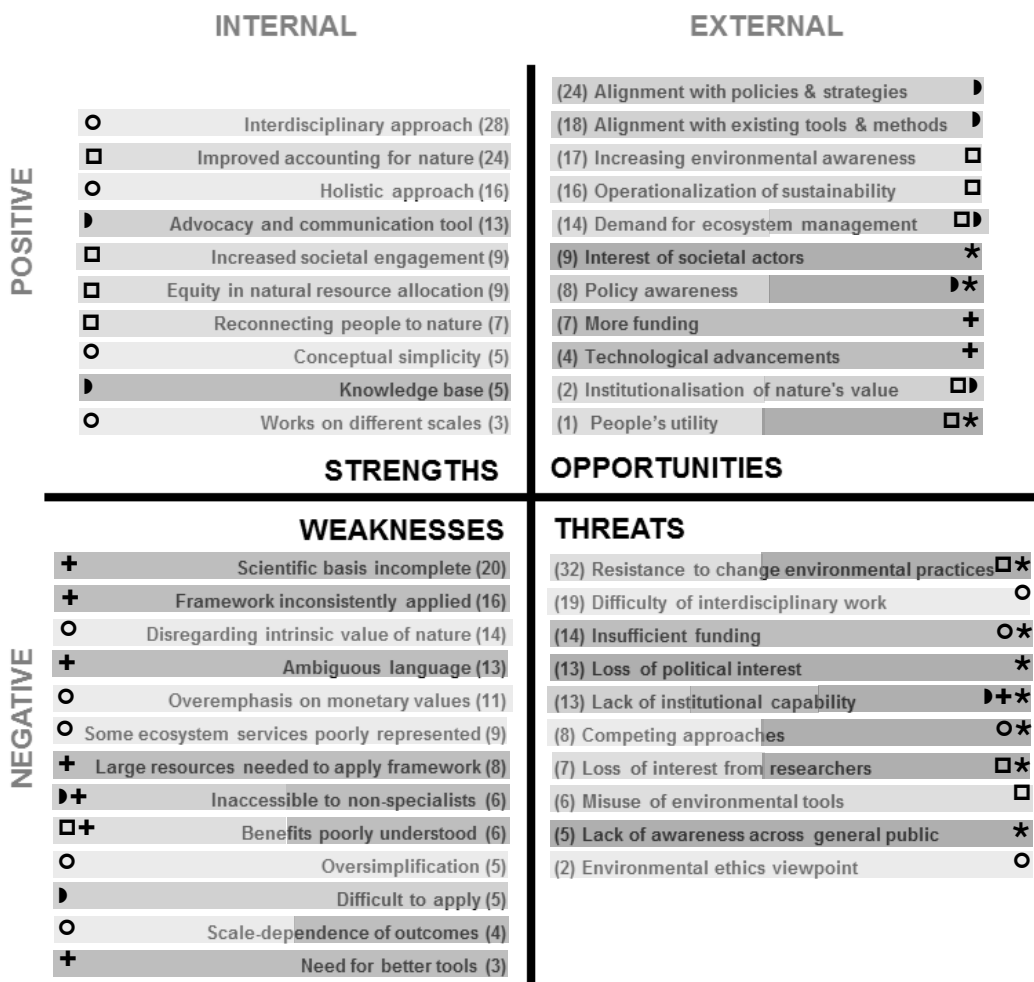 INTERNAL
EXTERNAL
POSITIVE
Interdisciplinary approach (28)
Improved accounting for nature (24)
Holistic approach (16)
Advocacy and communication tool (13)
Increased societal engagement (9)
Equity in natural resource allocation (9)
Reconnecting people to nature (7)
Conceptual simplicity (5)
Knowledge base (5)
Works on different scales (3)
STRENGTHS
(24) Alignment with policies & strategies
(18) Alignment with existing tools & methods
(17) Increasing environmental awareness
(16) Operationalization of sustainability
(14) Demand for ecosystem management
(9) Interest of societal actors
(8) Policy awareness
(7) More funding
(4) Technological advancements
(2) Institutionalisation of nature's value
(1) People's utility
OPPORTUNITIES
NEGATIVE
WEAKNESSES
Scientific basis incomplete (20)
Framework inconsistently applied (16)
Disregarding intrinsic value of nature (14)
Ambiguous language (13)
Overemphasis on monetary values (11)
Some ecosystem services poorly represented (9)
Large resources needed to apply framework (8)
Inaccessible to non-specialists (6)
Benefits poorly understood (6)
Oversimplification (5)
Difficult to apply (5)
Scale-dependence of outcomes (4)
Need for better tools (3)
THREATS
(32) Resistance to change environmental practices
(19) Difficulty of interdisciplinary work
(14) Insufficient funding
(13) Loss of political interest
(13) Lack of institutional capability
(8) Competing approaches
(7) Loss of interest from researchers
(6) Misuse of environmental tools
(5) Lack of awareness across general public
(2) Environmental ethics viewpoint